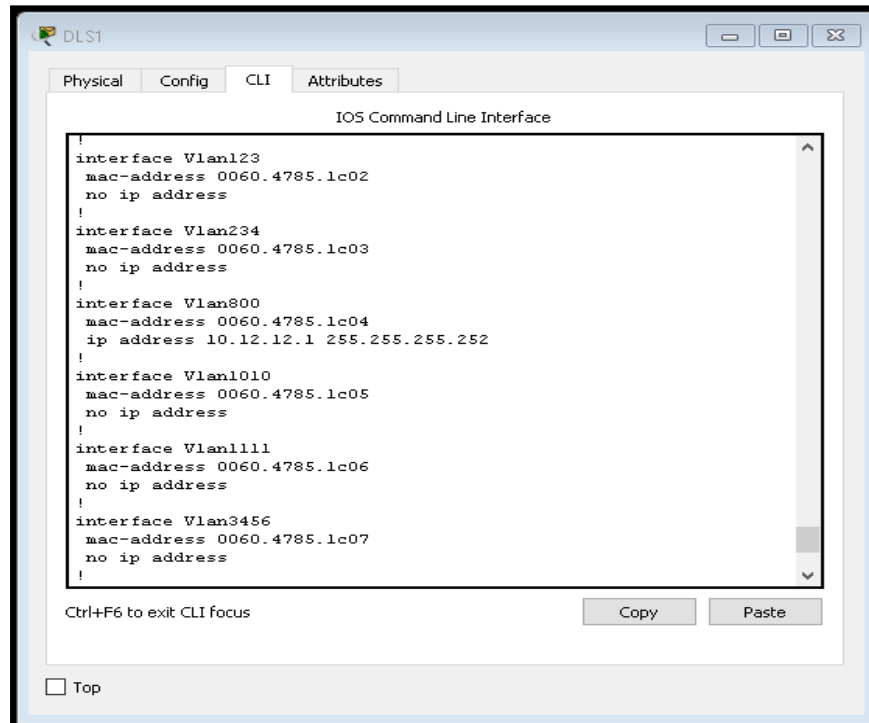 DLS1
Physical Config CLI Attributes
IOS Command Line Interface
!
interface Vlan123
mac-address 0060.4785.1c02
no ip address
!
interface Vlan234
mac-address 0060.4785.1c03
no ip address
!
interface Vlan800
mac-address 0060.4785.1c04
ip address 10.12.12.1 255.255.255.252
!
interface Vlan1010
mac-address 0060.4785.1c05
no ip address
!
interface Vlan1111
mac-address 0060.4785.1c06
no ip address
!
interface Vlan3456
mac-address 0060.4785.1c07
no ip address
!
Ctrl+F6 to exit CLI focus
Copy Paste
Top